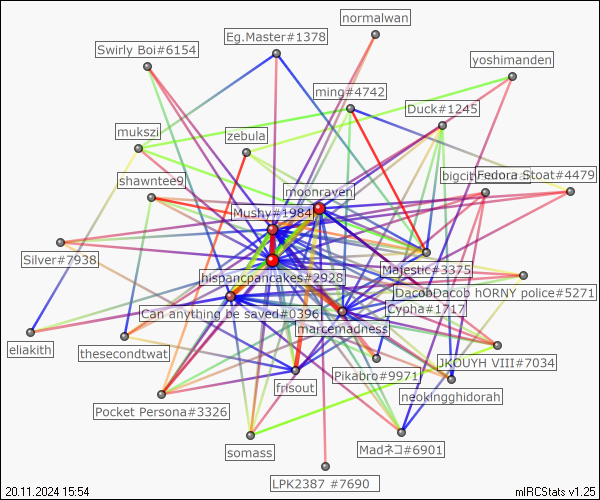 normalwan
Eg.Master#1378
Swirly Boi#6154
yoshimanden
ming#4742
Duck#1245
mukszi
zebula
bigcit
Fedora Stoat#4479
shawntee9
moonraven
Mushy#1984
Silver#7938
Majestic#3375
hispancpancakes#2928
DacobDacob hORNY police#5271
Can anything be saved#0396
Cypha#1717
marcemadness
eliakith
thesecondtwat
JKOUYH VIII#7034
Pikabro#9971
frisout
neokingghidorah
Pocket Persona#3326
somass
Madネコ#6901
LPK2387 #7690
20.11.2024 15:54
mIRCStats v1.25